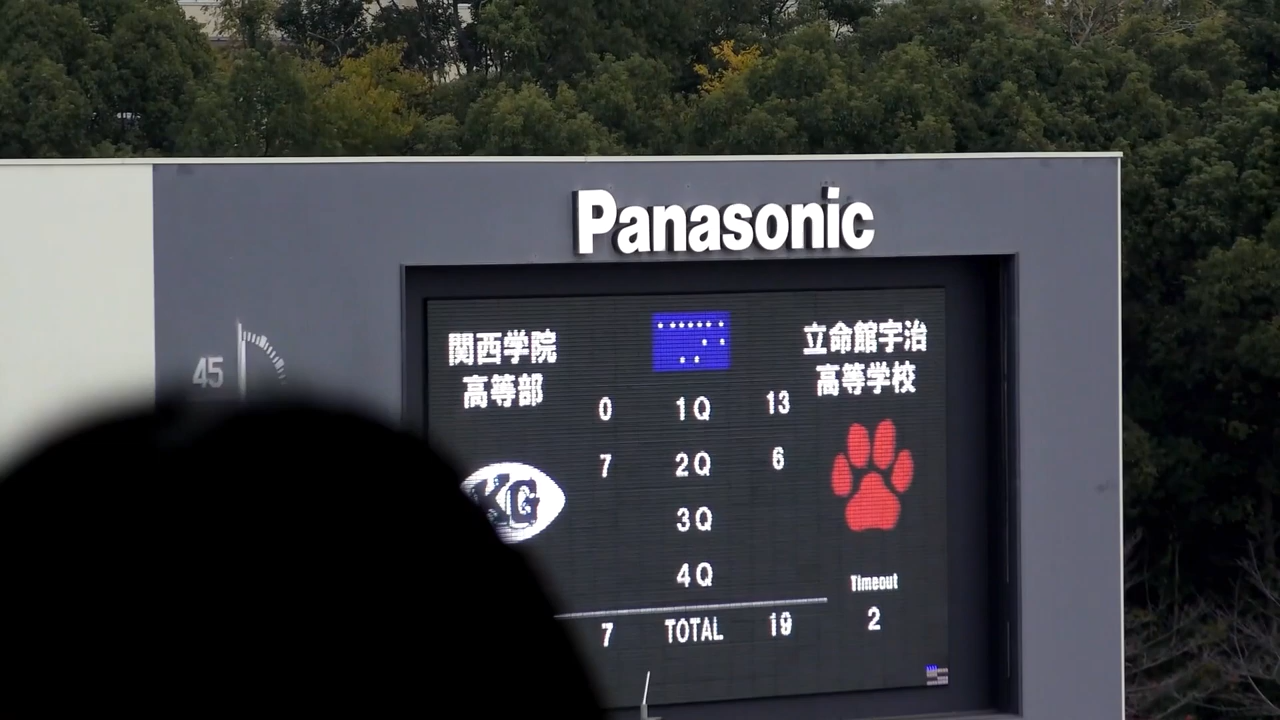 Panasonic
45
関西学院
高等部
立命館宇治
高等学校
0 1Q 13
7 2Q 6
3Q
4Q
KG
Timeout
2
7 TOTAL 19